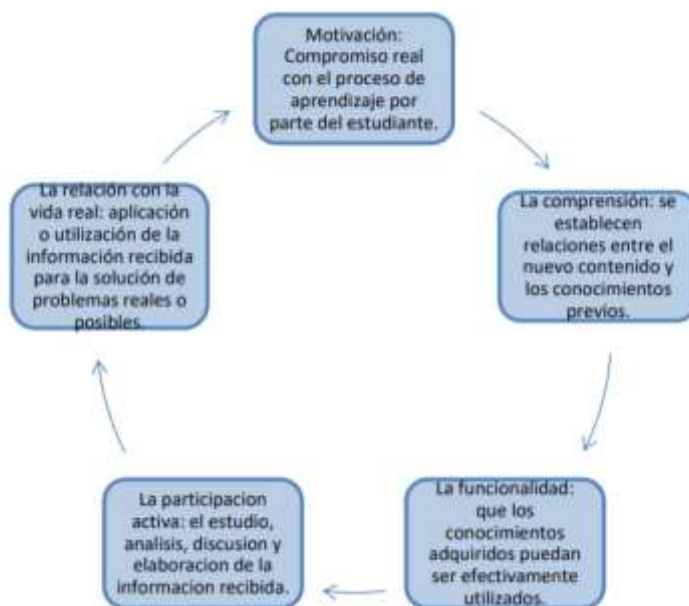 Motivación:
Compromiso real
con el proceso de
aprendizaje por
parte del estudiante.
La comprensión: se
establecen
relaciones entre el
nuevo contenido y
los conocimientos
previos.
La funcionalidad:
que los
conocimientos
adquiridos puedan
ser efectivamente
utilizados.
La participacion
activa: el estudio,
analisis, discusion y
elaboracion de la
informacion recibida.
La relación con la
vida real: aplicación
o utilización de la
información recibida
para la solución de
problemas reales o
posibles.